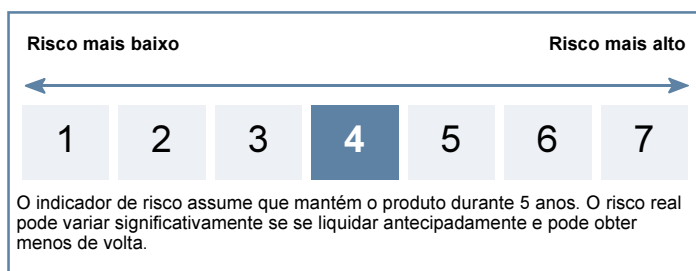 Risco mais baixo Risco mais alto
1 2 3 4 5 6 7
O indicador de risco assume que mantém o produto durante 5 anos. O risco real
pode variar significativamente se se liquidar antecipadamente e pode obter
menos de volta.